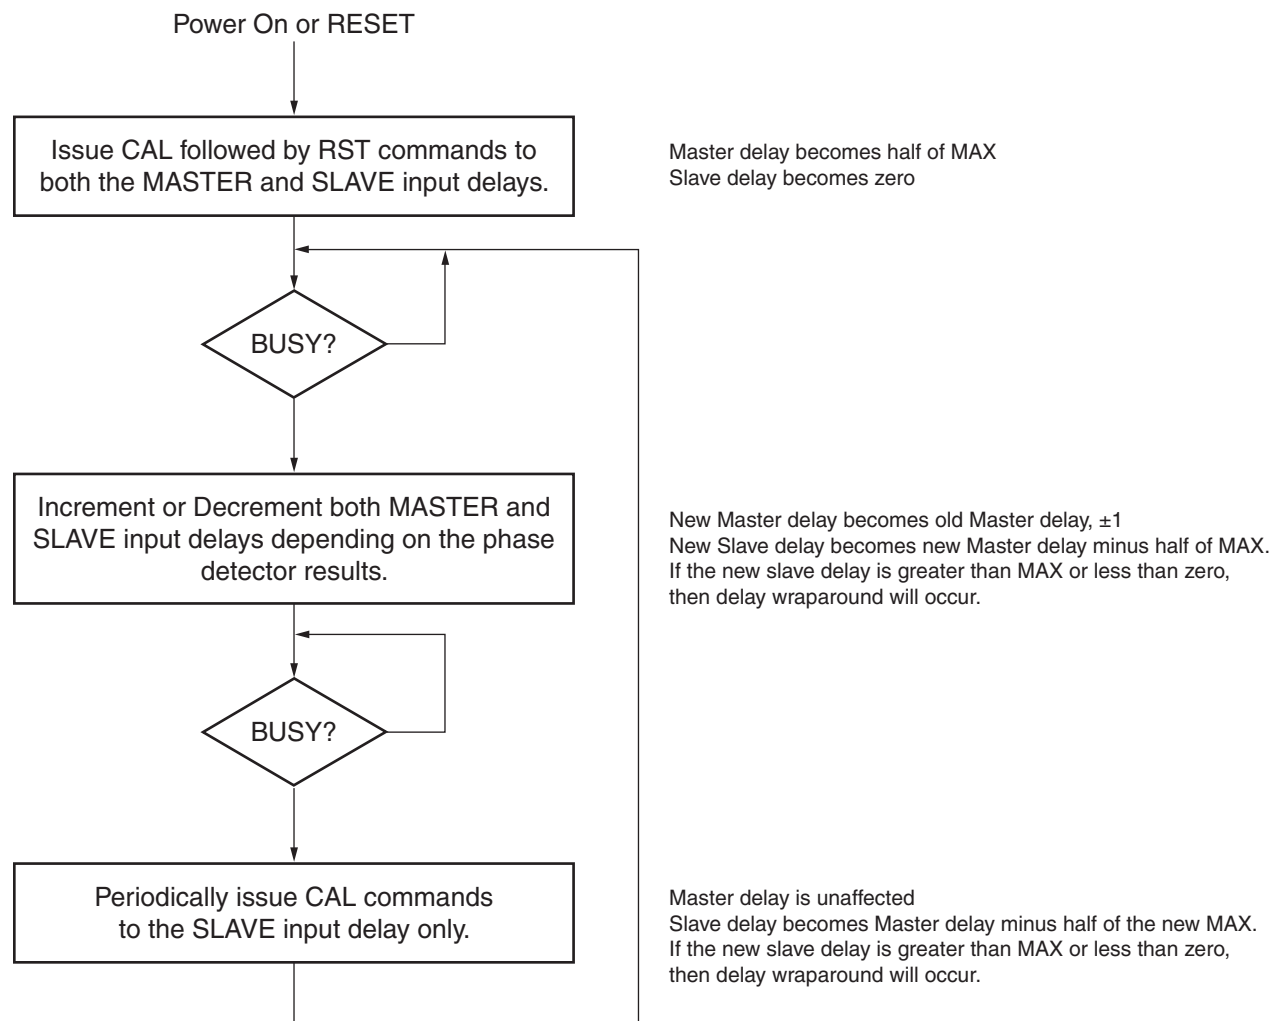 Power On or RESET
Issue CAL followed by RST commands to
both the MASTER and SLAVE input delays.
Master delay becomes half of MAX
Slave delay becomes zero
BUSY?
Increment or Decrement both MASTER and
SLAVE input delays depending on the phase
detector results.
New Master delay becomes old Master delay, ±1
New Slave delay becomes new Master delay minus half of MAX.
If the new slave delay is greater than MAX or less than zero,
then delay wraparound will occur.
BUSY?
Periodically issue CAL commands
to the SLAVE input delay only.
Master delay is unaffected
Slave delay becomes Master delay minus half of the new MAX.
If the new slave delay is greater than MAX or less than zero,
then delay wraparound will occur.